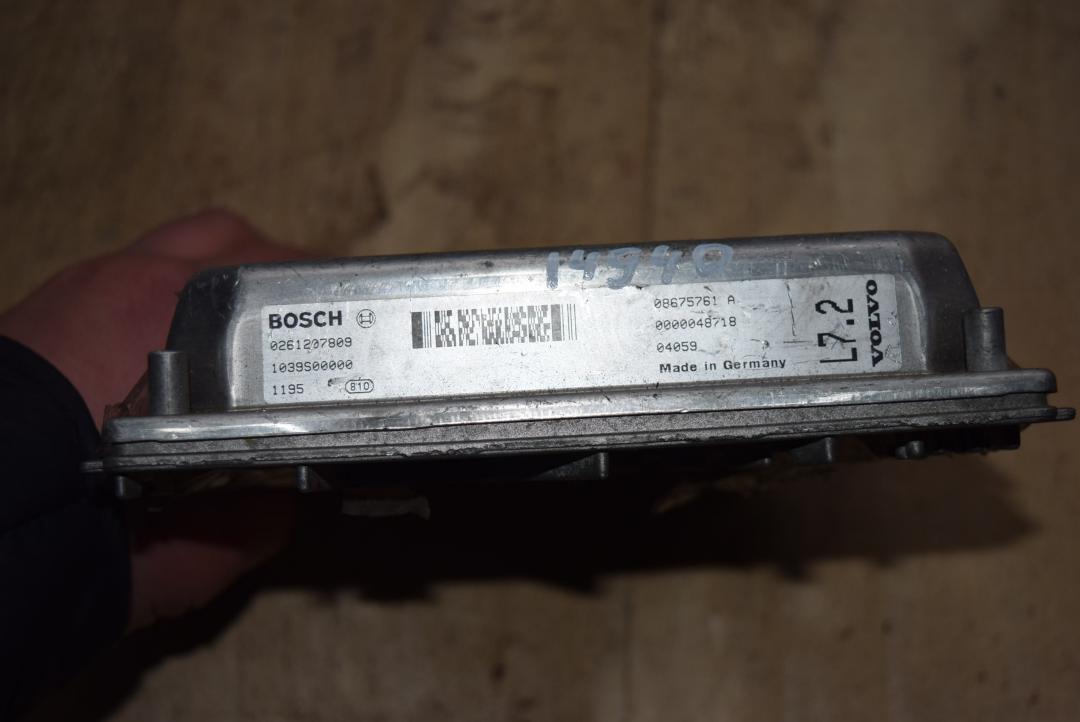 14940
BOSCH
0261207809
1039S00000
1195 810
08675761 A
0000048718
04059
Made in Germany
L7.2
VOLVO